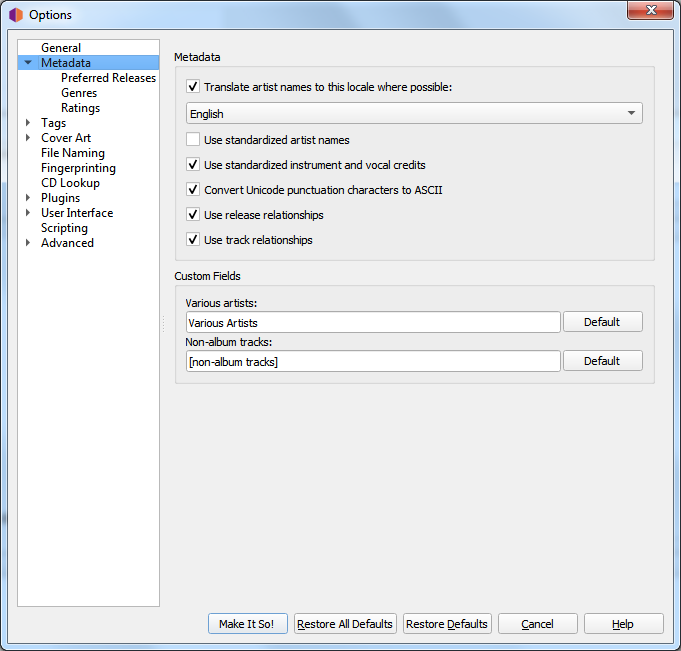 Options
General
Metadata
Preferred Releases
Genres
Ratings
Tags
Cover Art
File Naming
Fingerprinting
CD Lookup
Plugins
User Interface
Scripting
Advanced
Metadata
Translate artist names to this locale where possible:
English
Use standardized artist names
Use standardized instrument and vocal credits
Convert Unicode punctuation characters to ASCII
Use release relationships
Use track relationships
Custom Fields
Various artists:
Various Artists Default
Non-album tracks:
[non-album tracks] Default
Make It So! Restore All Defaults Restore Defaults Cancel Help